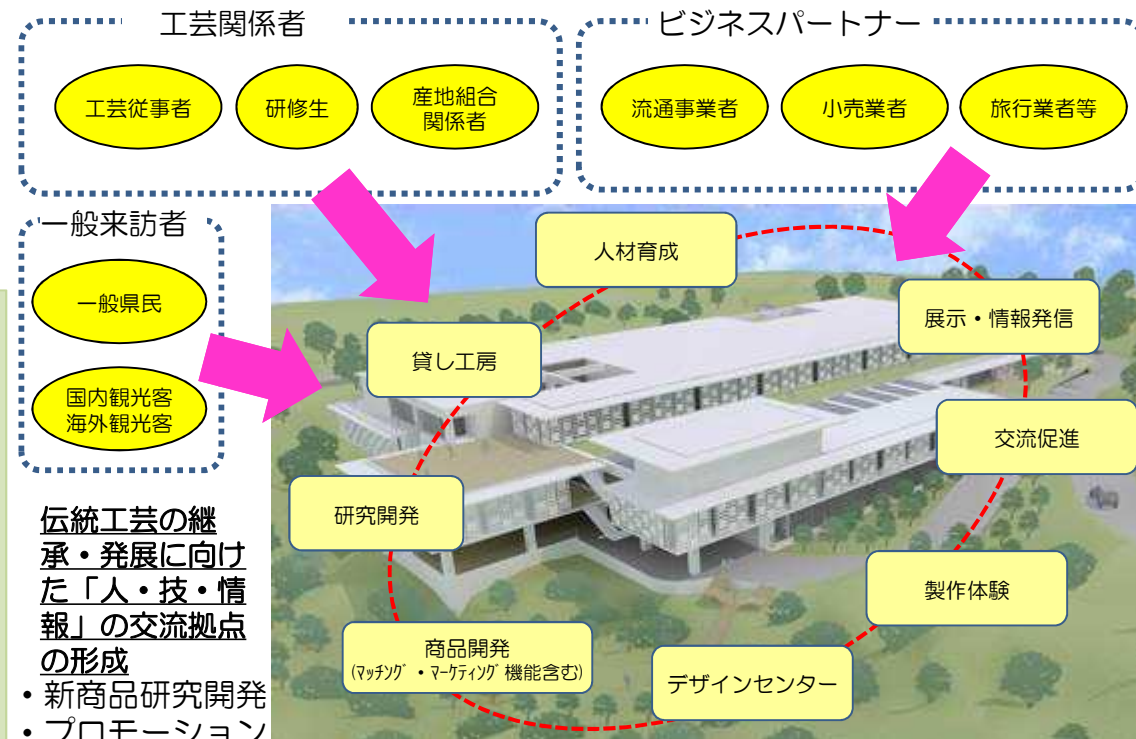 工芸関係者
工芸従事者
研修生
産地組合
関係者
ビジネスパートナー
流通事業者
小売業者
旅行業者等
一般来訪者
一般県民
国内観光客
海外観光客
人材育成
展示・情報発信
貸し工房
交流促進
研究開発
製作体験
商品開発
(ﾏｯﾁﾝｸﾞ・ﾏｰｹﾃｨﾝｸﾞ機能含む)
デザインセンター
伝統工芸の継
承・発展に向け
た「人・技・情
報」の交流拠点
の形成
・新商品研究開発
・プロモーション